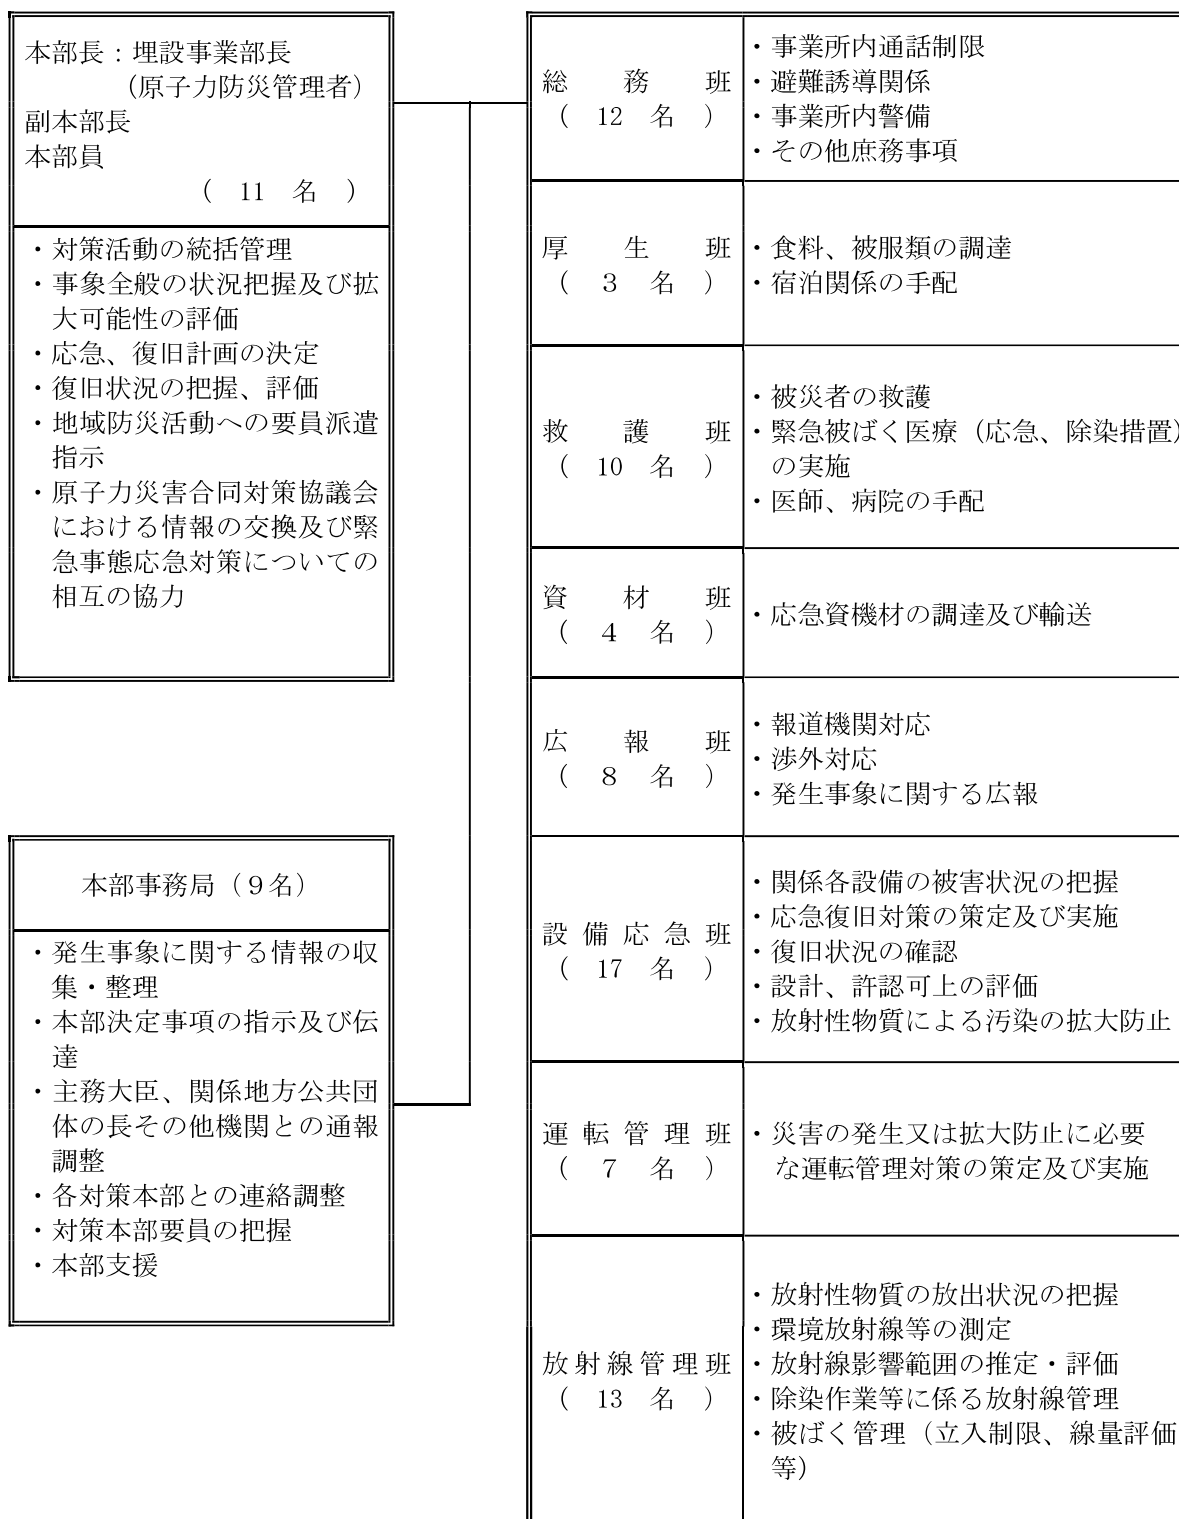 本部長：埋設事業部長
（原子力防災管理者）
副本部長
本部員
（ 11 名 ）
・対策活動の統括管理
・事象全般の状況把握及び拡
大可能性の評価
・応急、復旧計画の決定
・復旧状況の把握、評価
・地域防災活動への要員派遣
指示
・原子力災害合同対策協議会
における情報の交換及び緊
急事態応急対策についての
相互の協力
本部事務局（９名）
・発生事象に関する情報の収
集・整理
・本部決定事項の指示及び伝
達
・主務大臣、関係地方公共団
体の長その他機関との通報
調整
・各対策本部との連絡調整
・対策本部要員の把握
・本部支援
総務班
（ 12 名 ）
・事業所内通話制限
・避難誘導関係
・事業所内警備
・その他庶務事項
厚生班
（ ３ 名 ）
・食料、被服類の調達
・宿泊関係の手配
救護班
（ 10 名 ）
・被災者の救護
・緊急被ばく医療（応急、除染措置）
の実施
・医師、病院の手配
資材班
（ ４ 名 ）
・応急資機材の調達及び輸送
広報班
（ ８ 名 ）
・報道機関対応
・渉外対応
・発生事象に関する広報
設備応急班
（ 17 名 ）
・関係各設備の被害状況の把握
・応急復旧対策の策定及び実施
・復旧状況の確認
・設計、許認可上の評価
・放射性物質による汚染の拡大防止
運転管理班
（ ７ 名 ）
・災害の発生又は拡大防止に必要
な運転管理対策の策定及び実施
放射線管理班
（ 13 名 ）
・放射性物質の放出状況の把握
・環境放射線等の測定
・放射線影響範囲の推定・評価
・除染作業等に係る放射線管理
・被ばく管理（立入制限、線量評価
等）